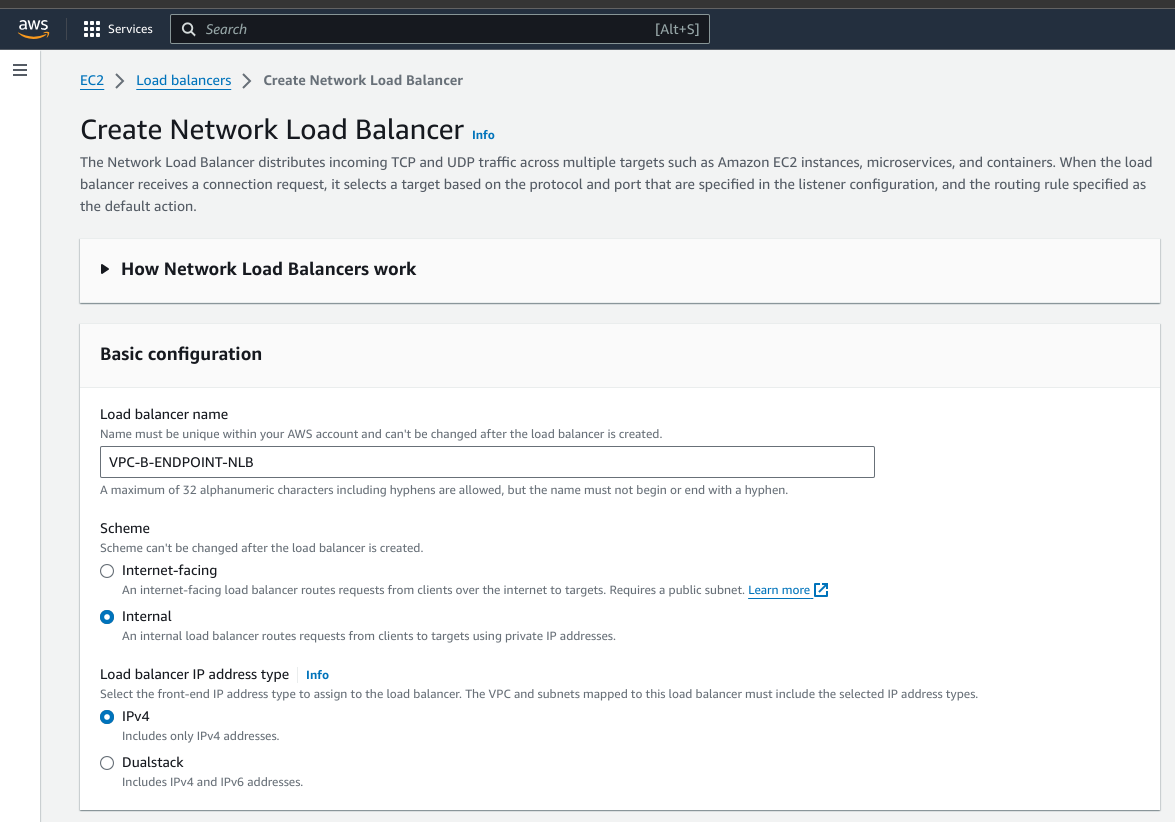 aws
Services
Search [Alt+S]
EC2 > Load balancers > Create Network Load Balancer
Create Network Load Balancer Info
The Network Load Balancer distributes incoming TCP and UDP traffic across multiple targets such as Amazon EC2 instances, microservices, and containers. When the load
balancer receives a connection request, it selects a target based on the protocol and port that are specified in the listener configuration, and the routing rule specified as
the default action.
How Network Load Balancers work
Basic configuration
Load balancer name
Name must be unique within your AWS account and can't be changed after the load balancer is created.
VPC-B-ENDPOINT-NLB
A maximum of 32 alphanumeric characters including hyphens are allowed, but the name must not begin or end with a hyphen.
Scheme
Scheme can't be changed after the load balancer is created.
Internet-facing
An internet-facing load balancer routes requests from clients over the internet to targets. Requires a public subnet. Learn more
Internal
An internal load balancer routes requests from clients to targets using private IP addresses.
Load balancer IP address type Info
Select the front-end IP address type to assign to the load balancer. The VPC and subnets mapped to this load balancer must include the selected IP address types.
IPv4
Includes only IPv4 addresses.
Dualstack
Includes IPv4 and IPv6 addresses.